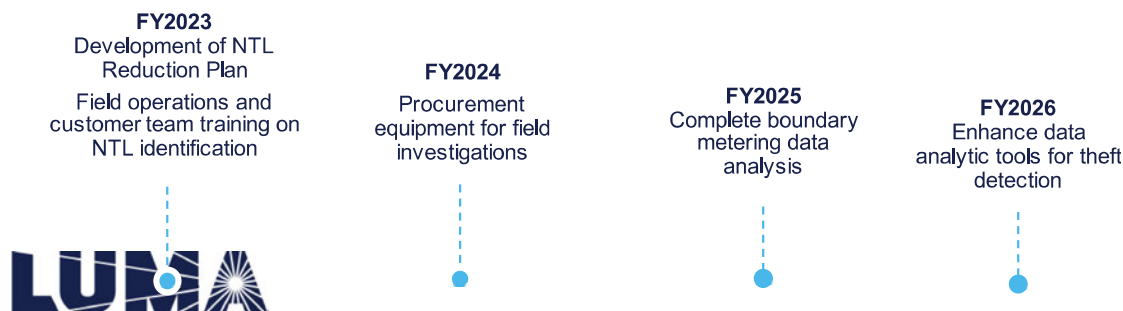 FY2023
Development of NTL
Reduction Plan
Field operations and
customer team training on
NTL identification
FY2024
Procurement
equipment for field
investigations
FY2025
Complete boundary
metering data
analysis
FY2026
Enhance data
analytic tools for theft
detection
LUMA